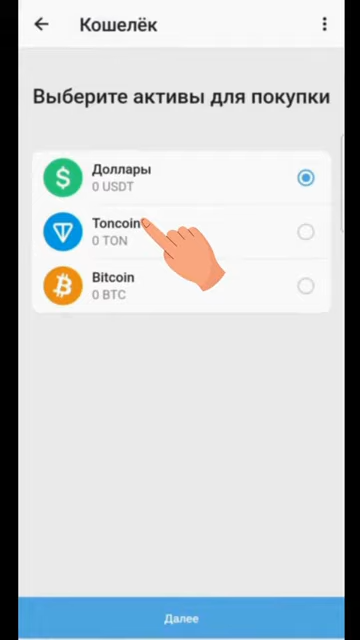 Кошелёк
Выберите активы для покупки
Доллары
0 USDT
Toncoin
0 TON
Bitcoin
0 BTC
Далее